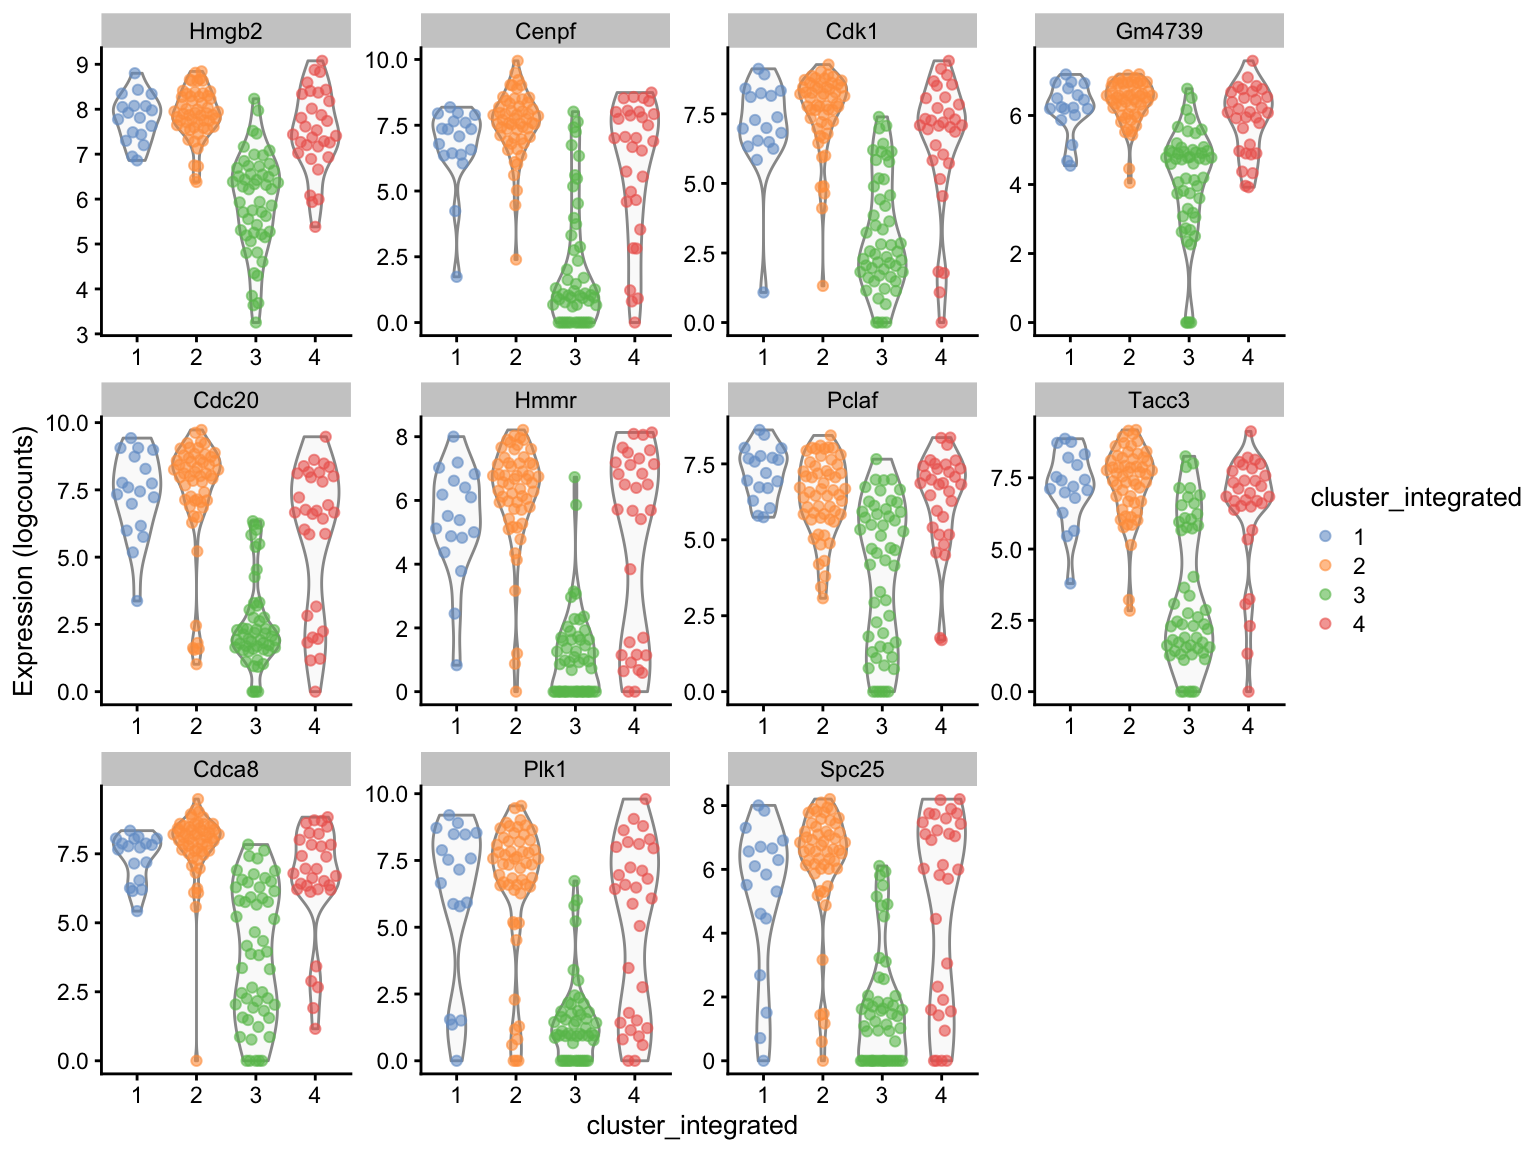 Hmgb2 Cenpf Cdk1 Gm4739
9 8 7 6 5 4 3
10.0 7.5 5.0 2.5 0.0
7.5 5.0 2.5 0.0
6 4 2 0
1 2 3 4
1 2 3 4
1 2 3 4
1 2 3 4
Expression (logcounts)
Cdc20 Hmmr Pclaf Tacc3
10.0 7.5 5.0 2.5 0.0
8 6 4 2 0
7.5 5.0 2.5 0.0
7.5 5.0 2.5 0.0
1 2 3 4
1 2 3 4
1 2 3 4
1 2 3 4
cluster_integrated
1
2
3
4
Cdca8 Plk1 Spc25
7.5 5.0 2.5 0.0
10.0 7.5 5.0 2.5 0.0
8 6 4 2 0
1 2 3 4
1 2 3 4
1 2 3 4
cluster_integrated